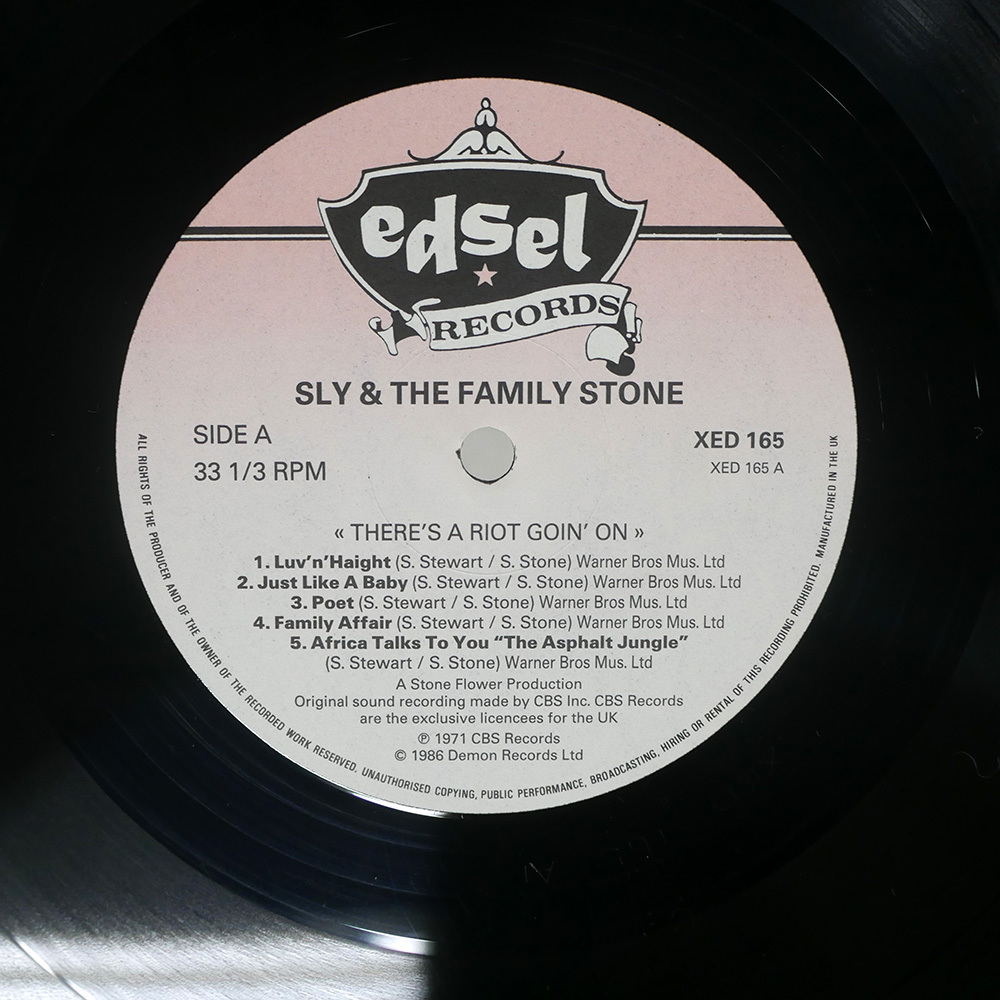 edsel
RECORDS
SLY & THE FAMILY STONE
SIDE A
33 1/3 RPM
XED 165
XED 165 A
« THERE'S A RIOT GOIN' ON »
1. Luv'n'Haight (S. Stewart / S. Stone) Warner Bros Mus. Ltd
2. Just Like A Baby (S. Stewart / S. Stone) Warner Bros Mus. Ltd
3. Poet (S. Stewart / S. Stone) Warner Bros Mus. Ltd
4. Family Affair (S. Stewart / S. Stone) Warner Bros Mus. Ltd
5. Africa Talks To You “The Asphalt Jungle”
(S. Stewart / S. Stone) Warner Bros Mus. Ltd
A Stone Flower Production
Original sound recording made by CBS Inc. CBS Records
are the exclusive licencees for the UK
℗ 1971 CBS Records
© 1986 Demon Records Ltd
ALL RIGHTS OF THE PRODUCER AND OF THE OWNER OF THE RECORDED WORK RESERVED. UNAUTHORISED COPYING, PUBLIC PERFORMANCE, BROADCASTING, HIRING OR RENTAL OF THIS RECORDING PROHIBITED. MANUFACTURED IN THE UK